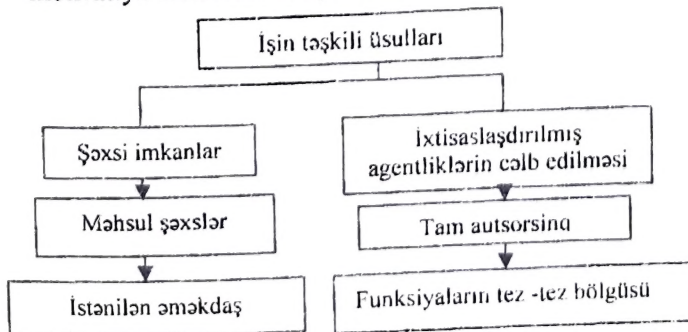 İşin təşkili üsulları
Şəxsi imkanlar
İxtisaslaşdırılmış
agentliklərin cəlb edilməsi
Məhsul şəxslər
Tam autsorsinq
İstənilən əməkdaş
Funksiyaların tez -tez bölgüsü